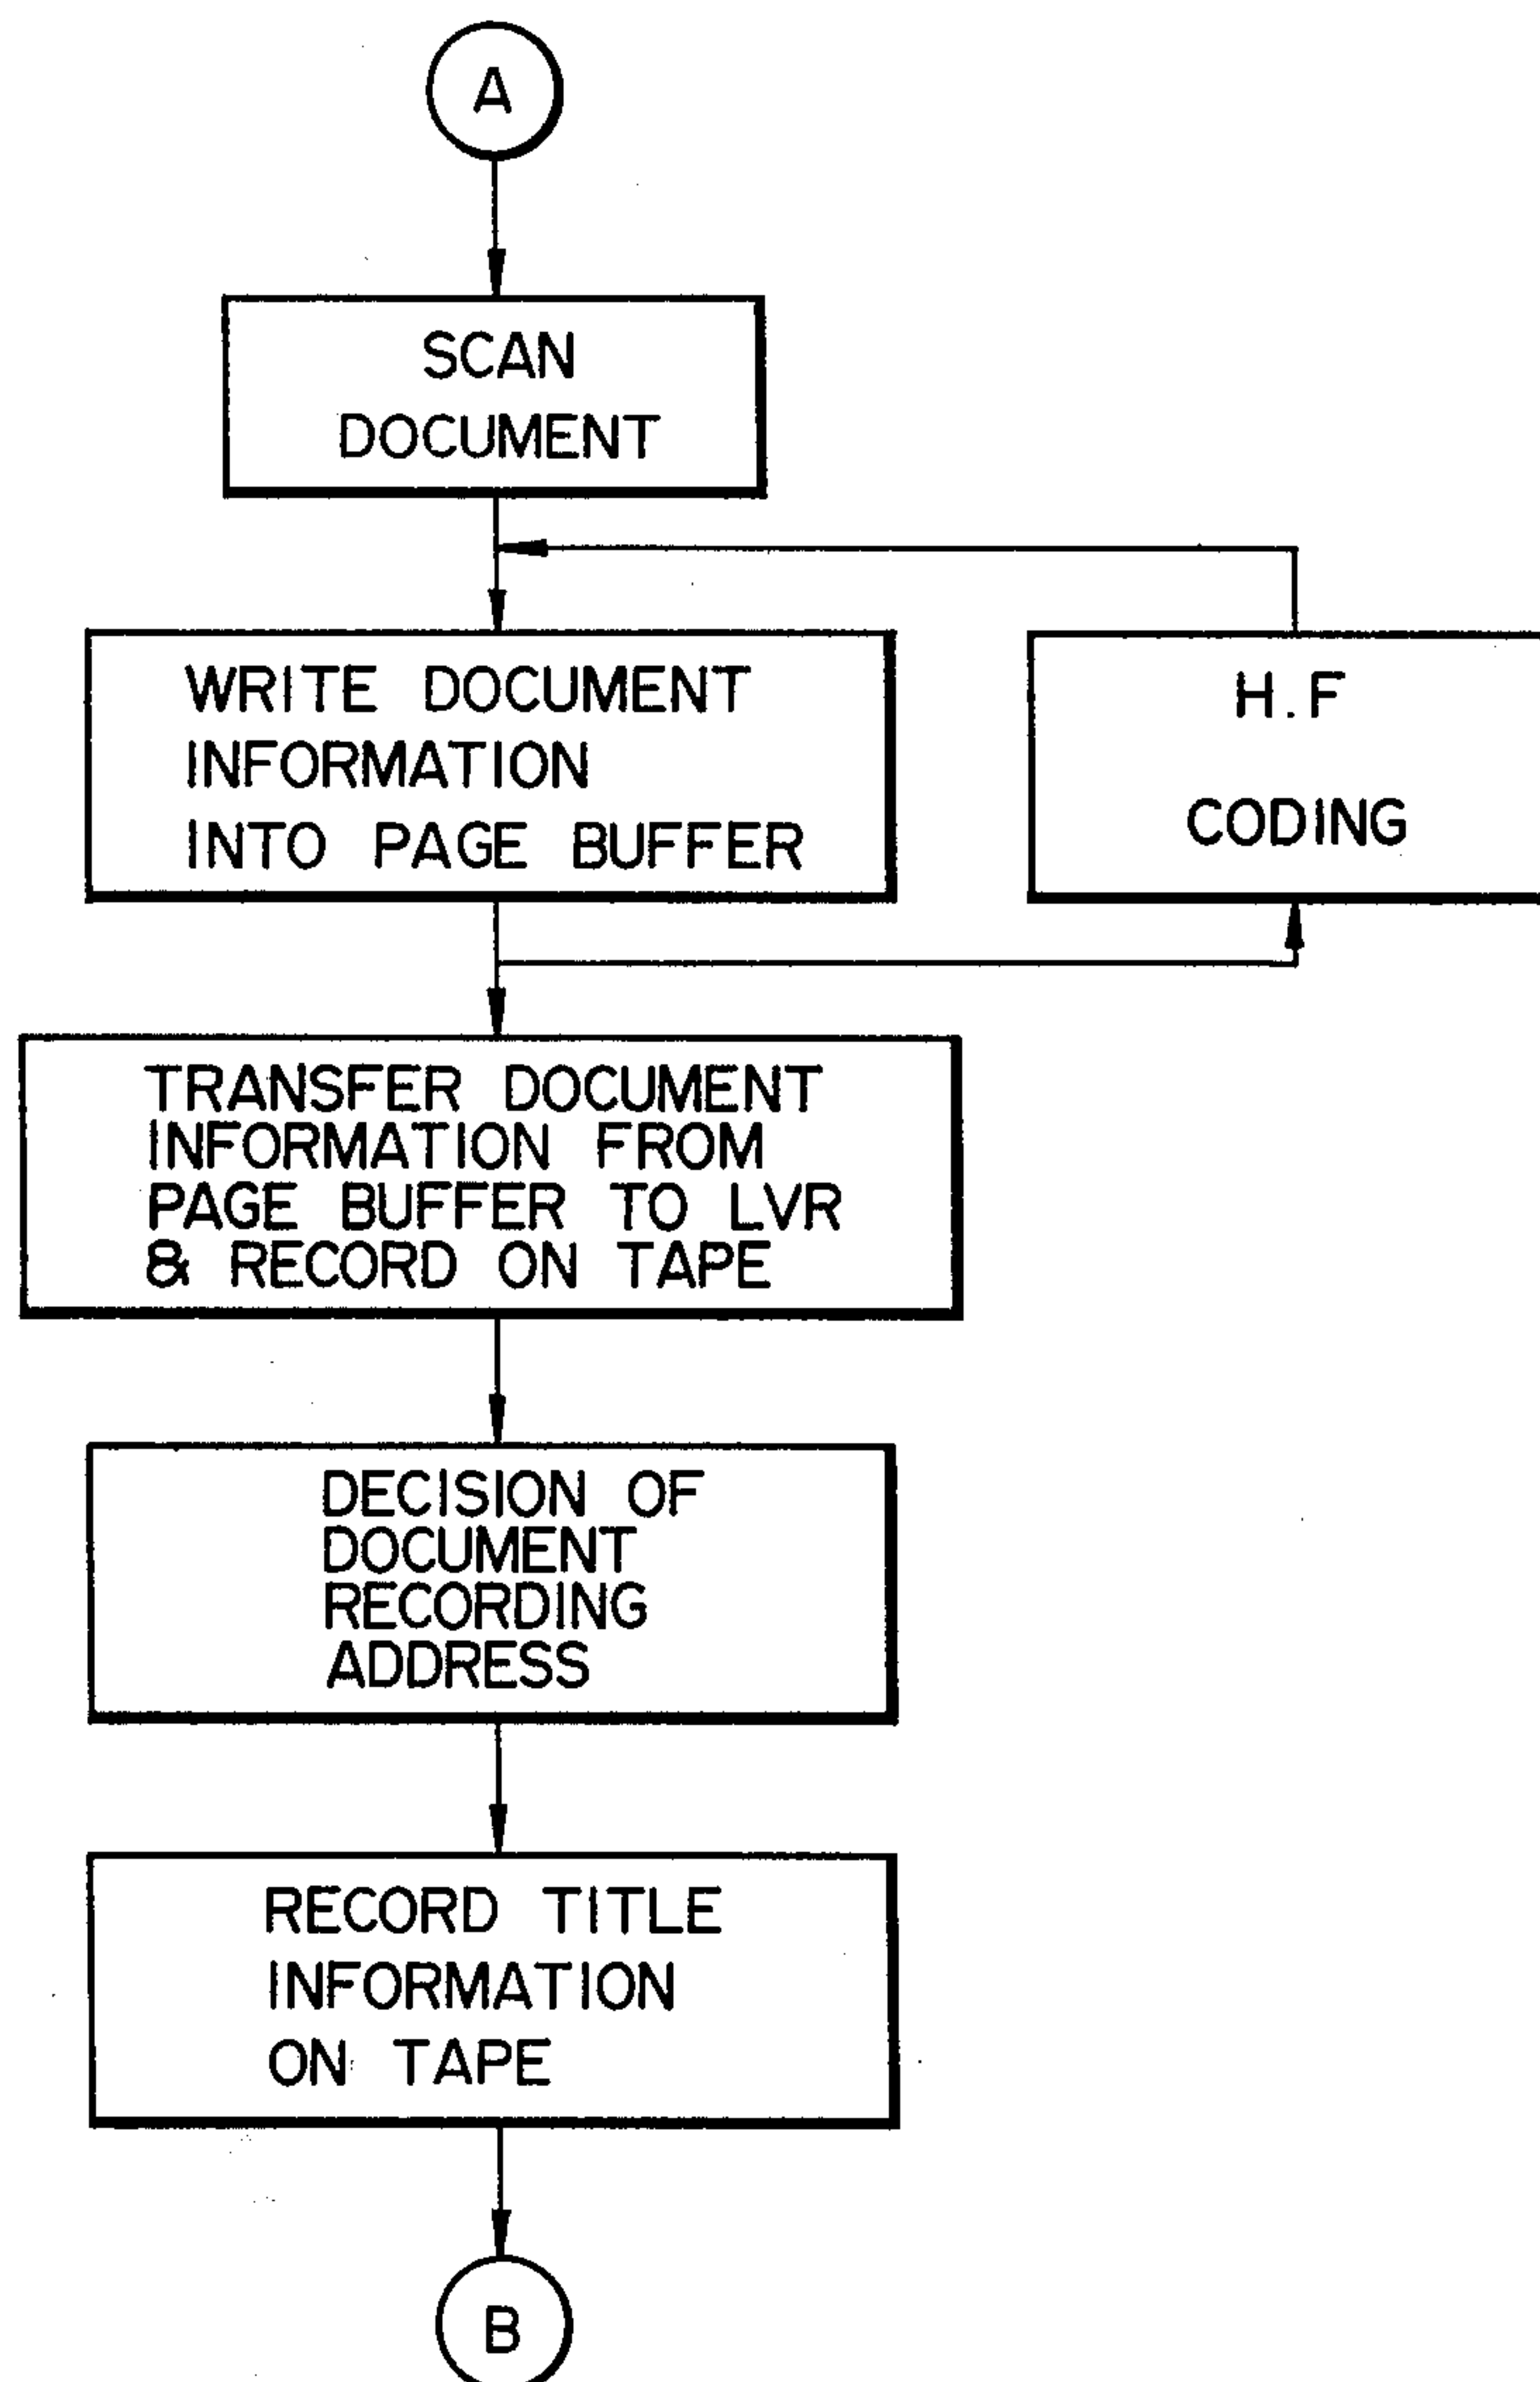 A
SCAN
DOCUMENT
WRITE DOCUMENT
INFORMATION
INTO PAGE BUFFER
H.F
CODING
TRANSFER DOCUMENT
INFORMATION FROM
PAGE BUFFER TO LVR
& RECORD ON TAPE
DECISION OF
DOCUMENT
RECORDING
ADDRESS
RECORD TITLE
INFORMATION
ON TAPE
B